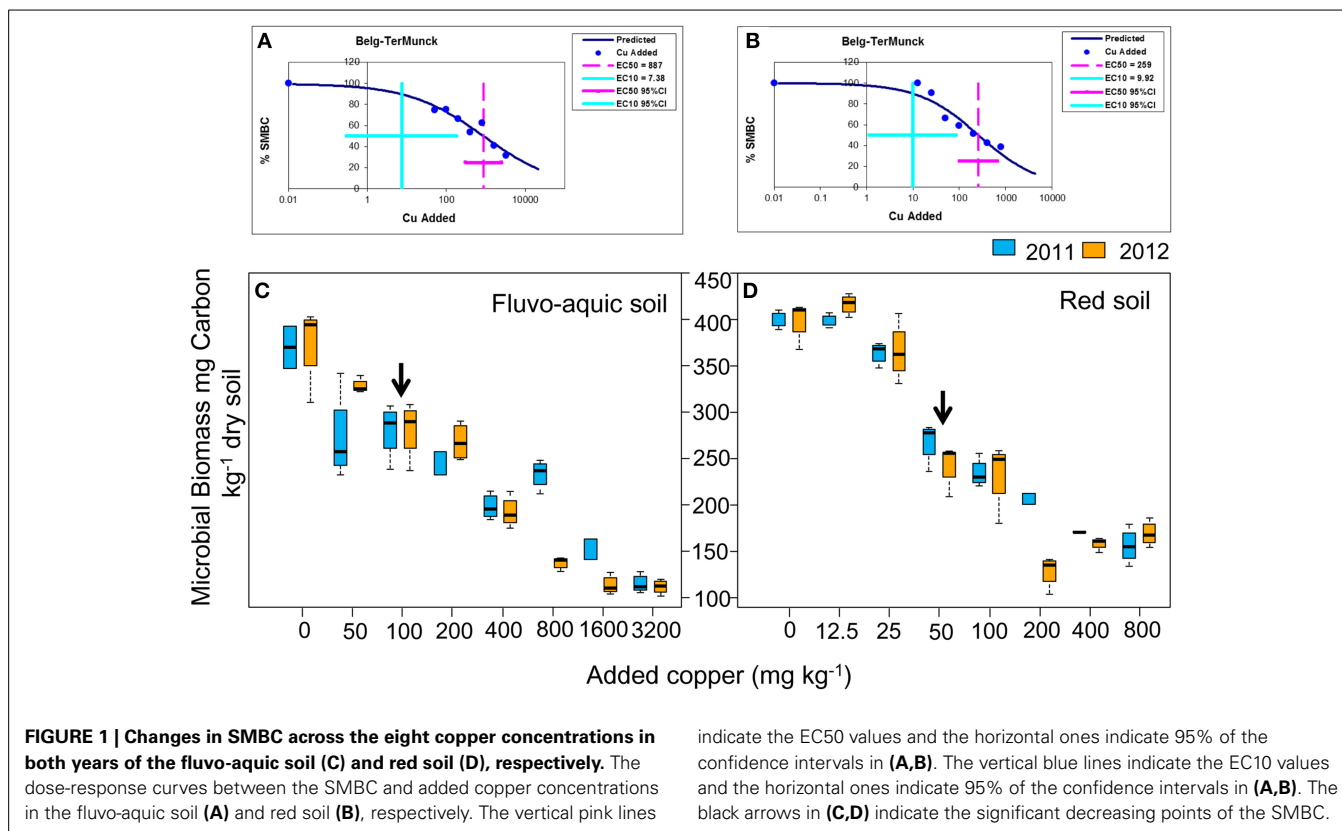 A
Belg-TerMunck
% SMBC
120
100
80
60
40
20
0
0.01
1
100
10000
Cu Added
Predicted
Cu Added
EC50 = 887
EC10 = 7.38
EC50 95%CI
EC10 95%CI
B
Belg-TerMunck
% SMBC
120
100
80
60
40
20
0
0.01
0.1
1
10
100
1000
10000
Cu Added
Predicted
Cu Added
EC50 = 259
EC10 = 9.92
EC50 95%CI
EC10 95%CI
2011 2012
C
Fluvo-aquic soil
Microbial Biomass mg Carbon
kg-1 dry soil
450
400
350
300
250
200
150
100
D
Red soil
0 50 100 200 400 800 1600 3200
0 12.5 25 50 100 200 400 800
Added copper (mg kg-1)
FIGURE 1 | Changes in SMBC across the eight copper concentrations in
both years of the fluvo-aquic soil (C) and red soil (D), respectively. The
dose-response curves between the SMBC and added copper concentrations
in the fluvo-aquic soil (A) and red soil (B), respectively. The vertical pink lines
indicate the EC50 values and the horizontal ones indicate 95% of the
confidence intervals in (A,B). The vertical blue lines indicate the EC10 values
and the horizontal ones indicate 95% of the confidence intervals in (A,B). The
black arrows in (C,D) indicate the significant decreasing points of the SMBC.